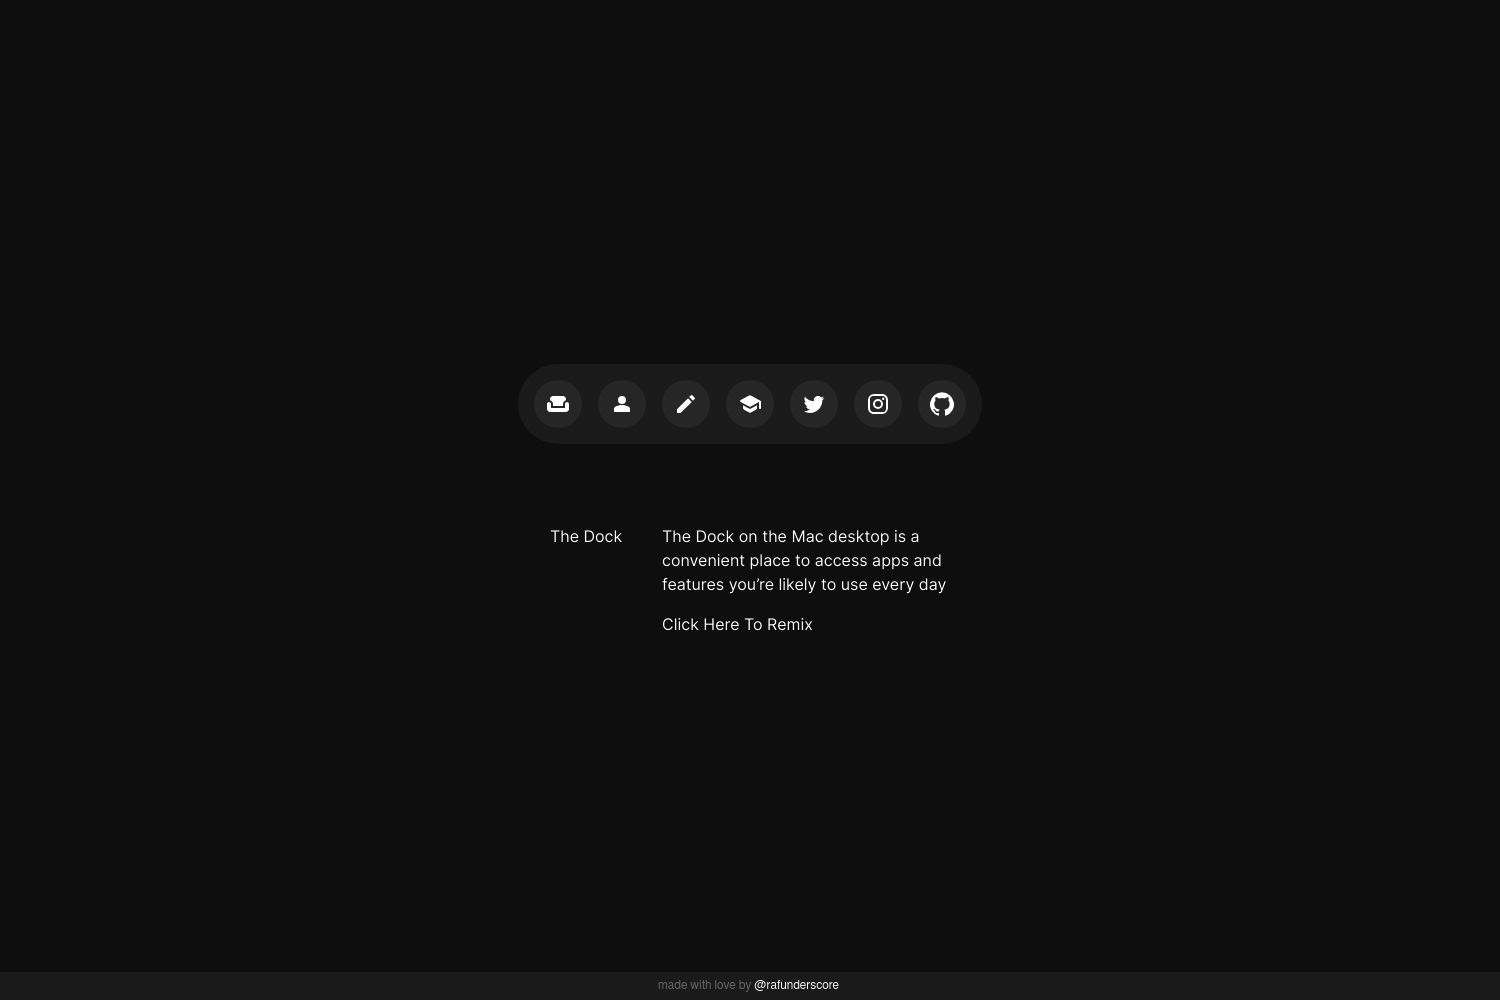 The Dock
The Dock on the Mac desktop is a
convenient place to access apps and
features you’re likely to use every day
Click Here To Remix
made with love by @rafunderscore